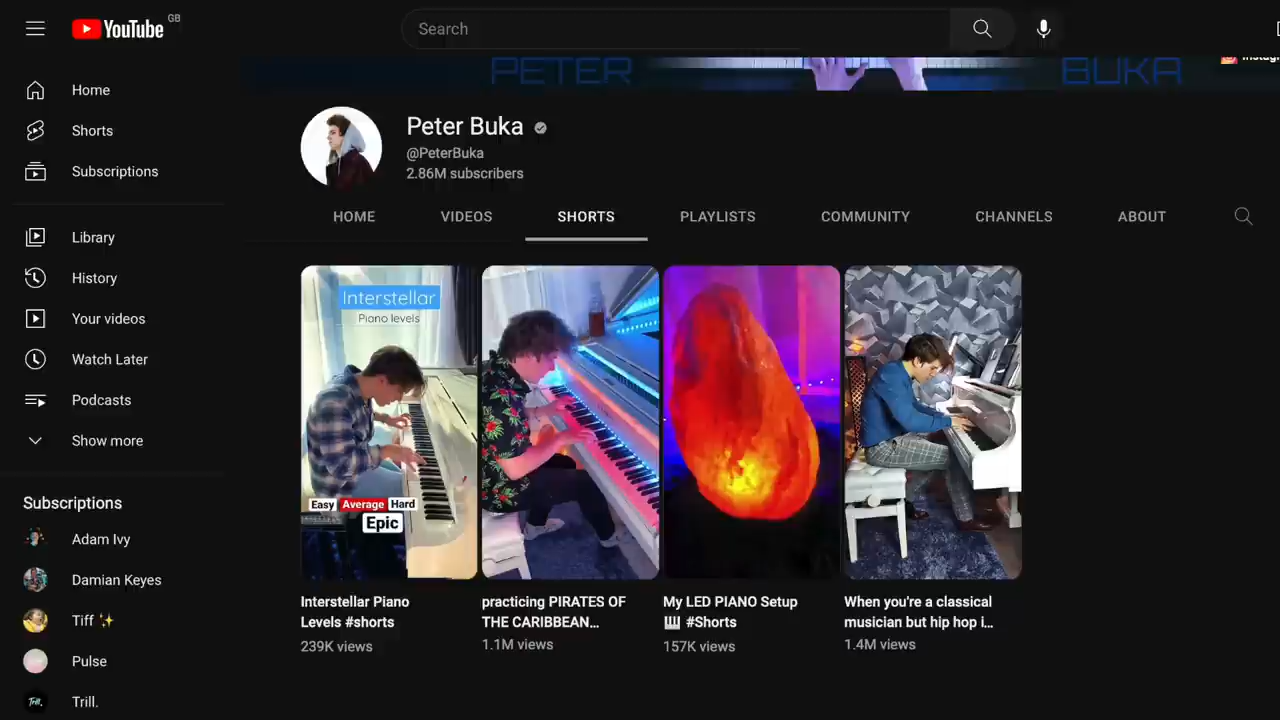 YouTube GB
Search
Home
Shorts
Subscriptions
Library
History
Your videos
Watch Later
Podcasts
Show more
Subscriptions
Adam Ivy
Damian Keyes
Tiff ✨
Pulse
Trill.
PETER BUKA
Peter Buka
@PeterBuka
2.86M subscribers
HOME VIDEOS SHORTS PLAYLISTS COMMUNITY CHANNELS ABOUT
Interstellar
Piano levels
Easy Average Hard
Epic
Interstellar Piano
Levels #shorts
239K views
practicing PIRATES OF
THE CARIBBEAN...
1.1M views
My LED PIANO Setup
🎹 #Shorts
157K views
When you're a classical
musician but hip hop i...
1.4M views